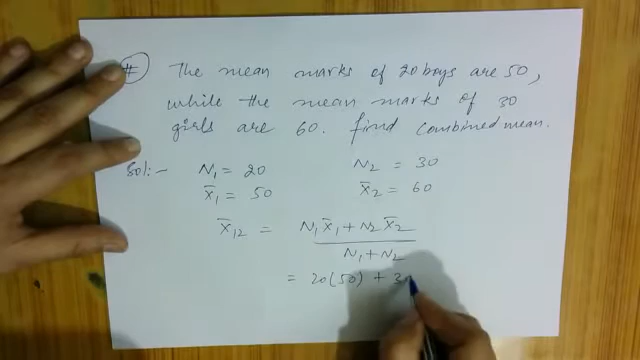 # The mean marks of 20 boys are 50,
while the mean marks of 30
girls are 60. find combined mean.
Sol:- N₁ = 20 N₂ = 30
x̄₁ = 50 x̄₂ = 60
x̄₁₂ = N₁x̄₁ + N₂x̄₂
N₁ + N₂
= 20(50) + 3